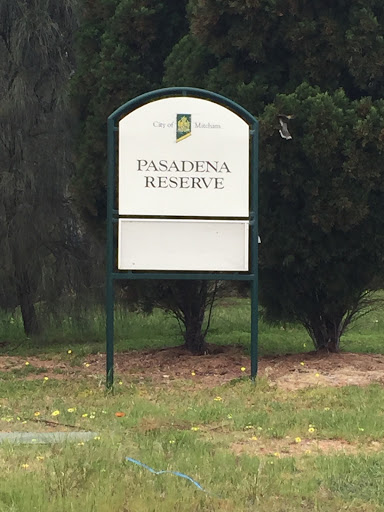 City of Mitcham
PASADENA
RESERVE